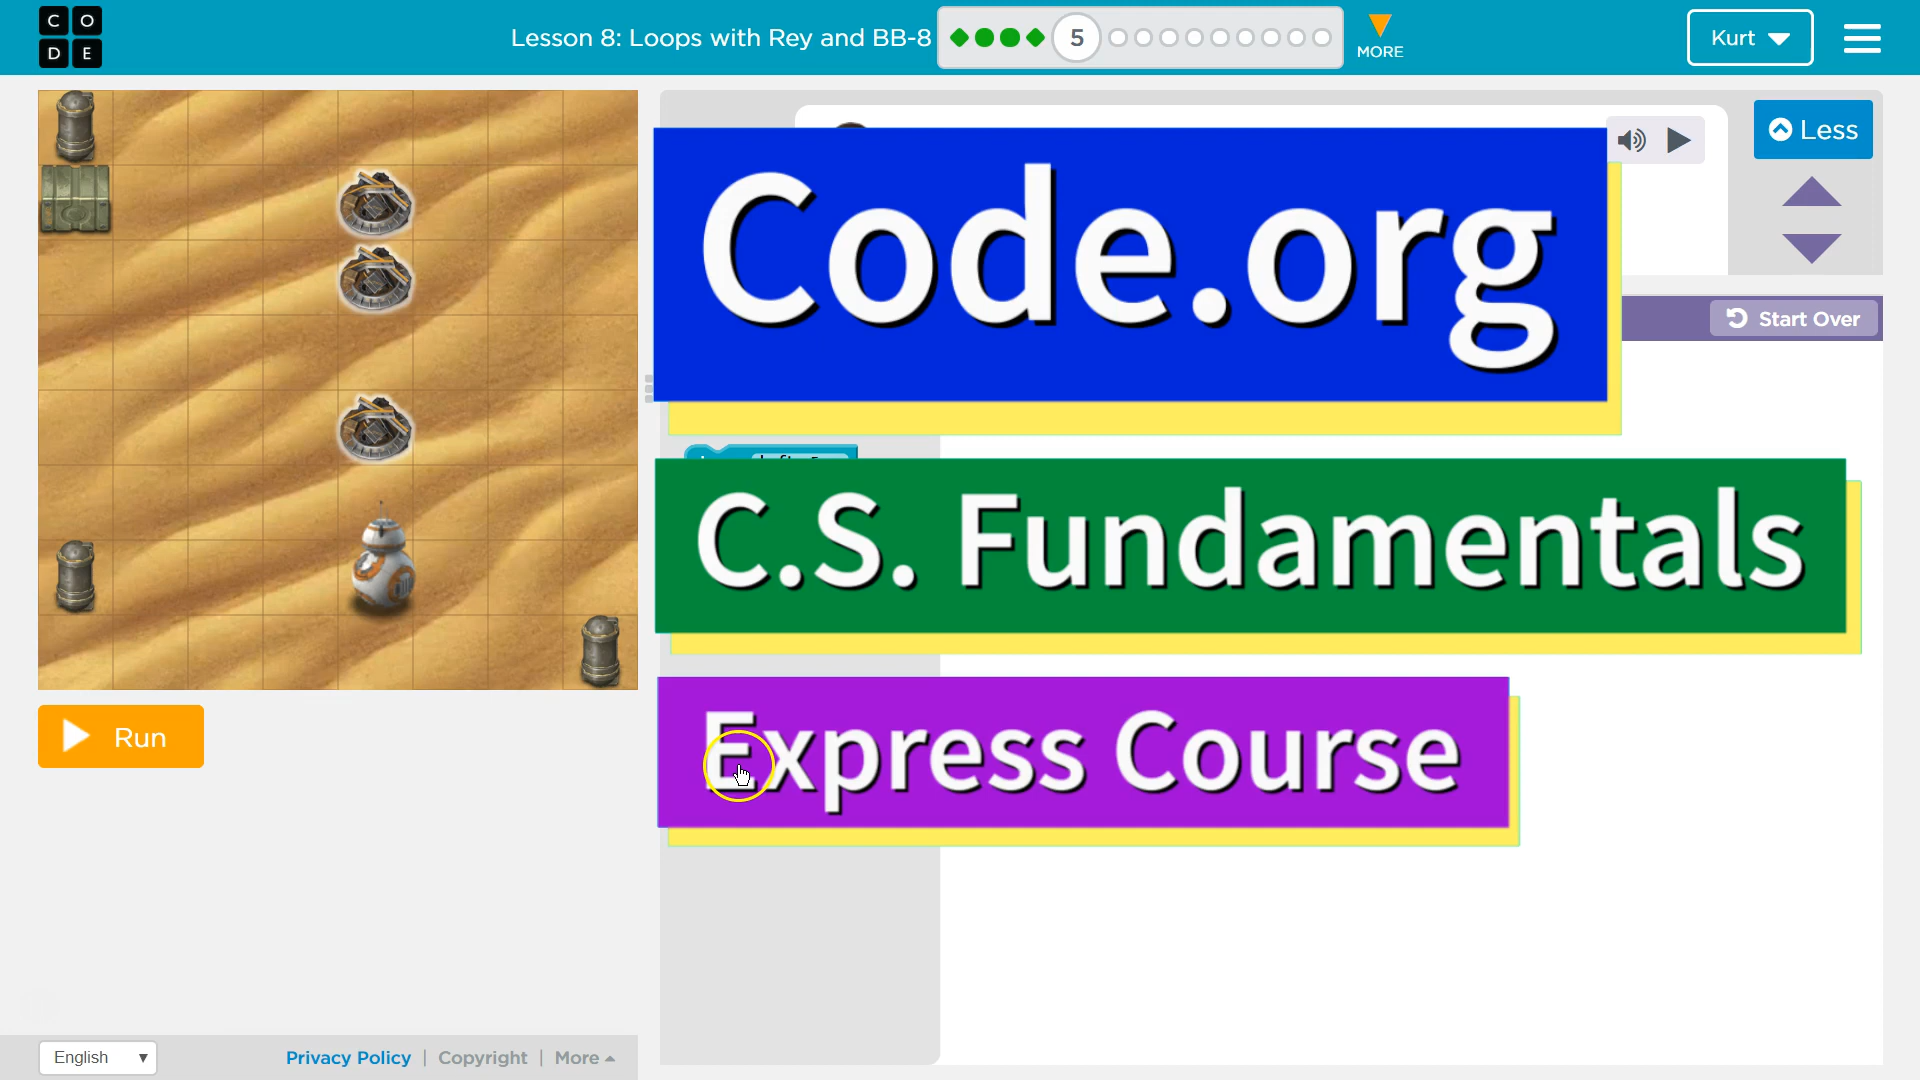 CODE
Lesson 8: Loops with Rey and BB-8
5
MORE
Kurt
Less
Code.org
Start Over
C.S. Fundamentals
Express Course
Run
English
Privacy Policy | Copyright | More